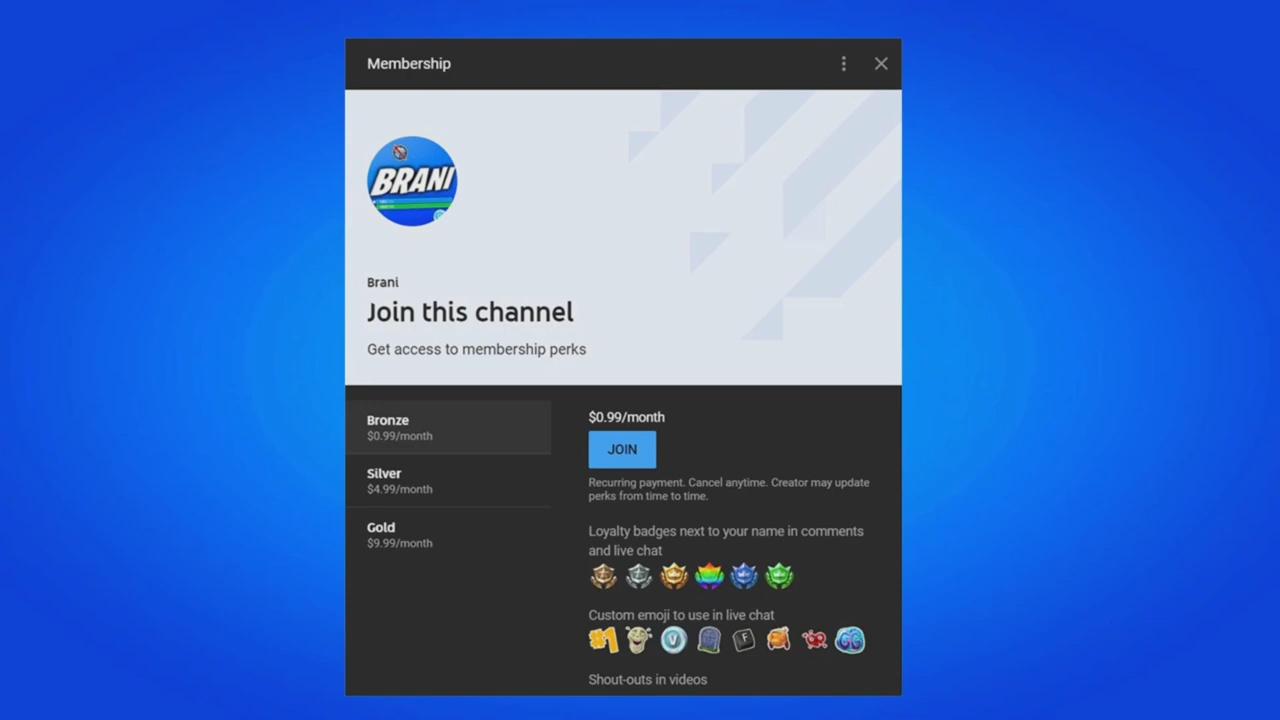 Membership
BRANI
Brani
Join this channel
Get access to membership perks
Bronze
$0.99/month
Silver
$4.99/month
Gold
$9.99/month
$0.99/month
JOIN
Recurring payment. Cancel anytime. Creator may update
perks from time to time.
Loyalty badges next to your name in comments
and live chat
Custom emoji to use in live chat
#1
V
F
GG
Shout-outs in videos